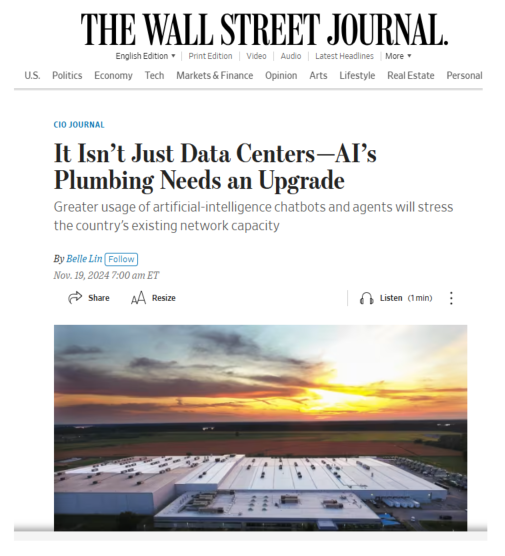 THE WALL STREET JOURNAL.
English Edition ▼ | Print Edition | Video | Audio | Latest Headlines | More ▼
U.S. Politics Economy Tech Markets & Finance Opinion Arts Lifestyle Real Estate Personal
CIO JOURNAL
It Isn't Just Data Centers—AI's
Plumbing Needs an Upgrade
Greater usage of artificial-intelligence chatbots and agents will stress
the country's existing network capacity
By Belle Lin Follow
Nov. 19, 2024 7:00 am ET
Share AA Resize Listen (1 min)